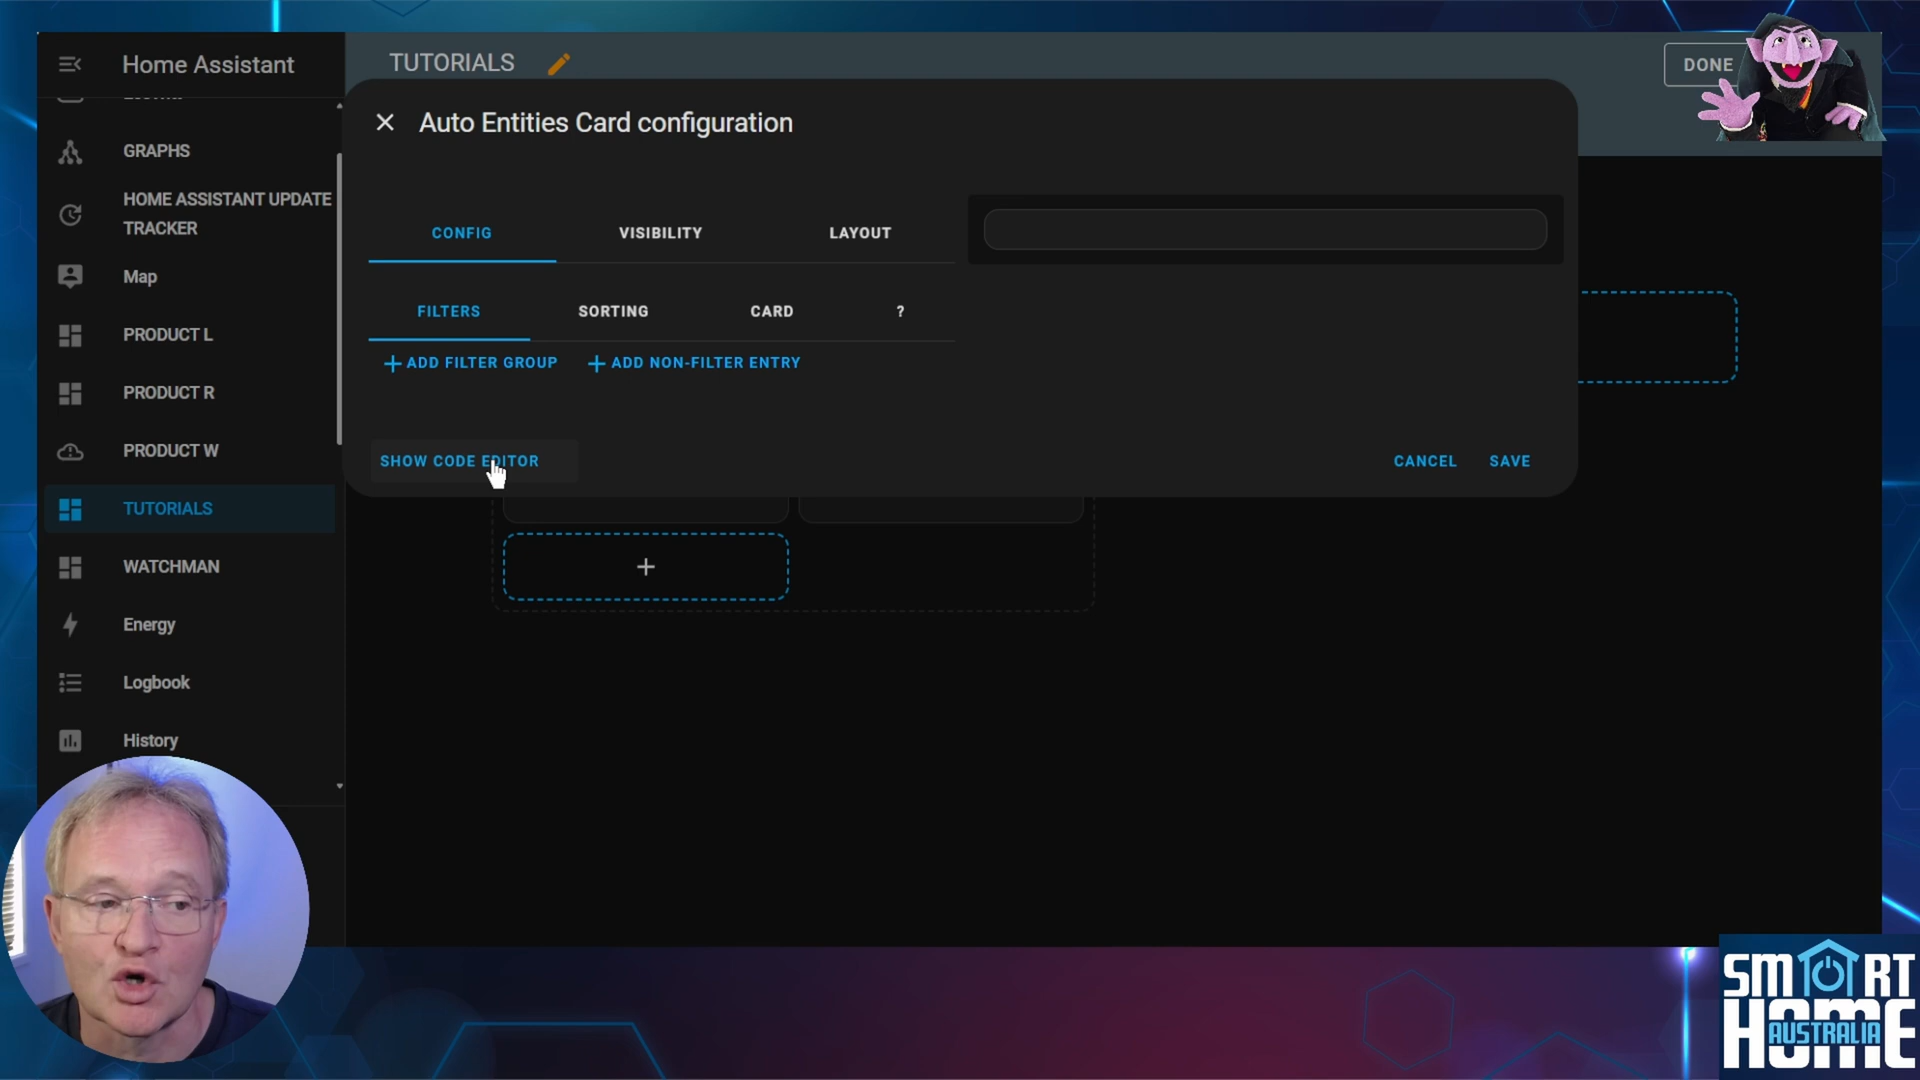 Home Assistant
TUTORIALS
DONE
Auto Entities Card configuration
GRAPHS
HOME ASSISTANT UPDATE
TRACKER
Map
PRODUCT L
PRODUCT R
PRODUCT W
TUTORIALS
WATCHMAN
Energy
Logbook
History
CONFIG
VISIBILITY
LAYOUT
FILTERS
SORTING
CARD
?
ADD FILTER GROUP
ADD NON-FILTER ENTRY
SHOW CODE EDITOR
CANCEL
SAVE
SMART
HOME
AUSTRALIA